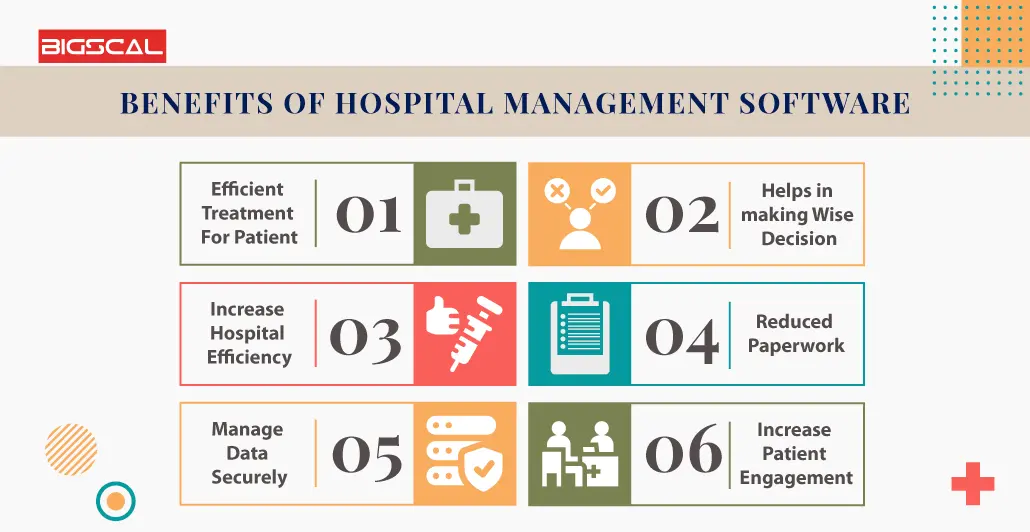 BIGSCAL
BENEFITS OF HOSPITAL MANAGEMENT SOFTWARE
Efficient
Treatment
For Patient
01
02
Helps in
making Wise
Decision
Increase
Hospital
Efficiency
03
04
Reduced
Paperwork
Manage
Data
Securely
05
06
Increase
Patient
Engagement